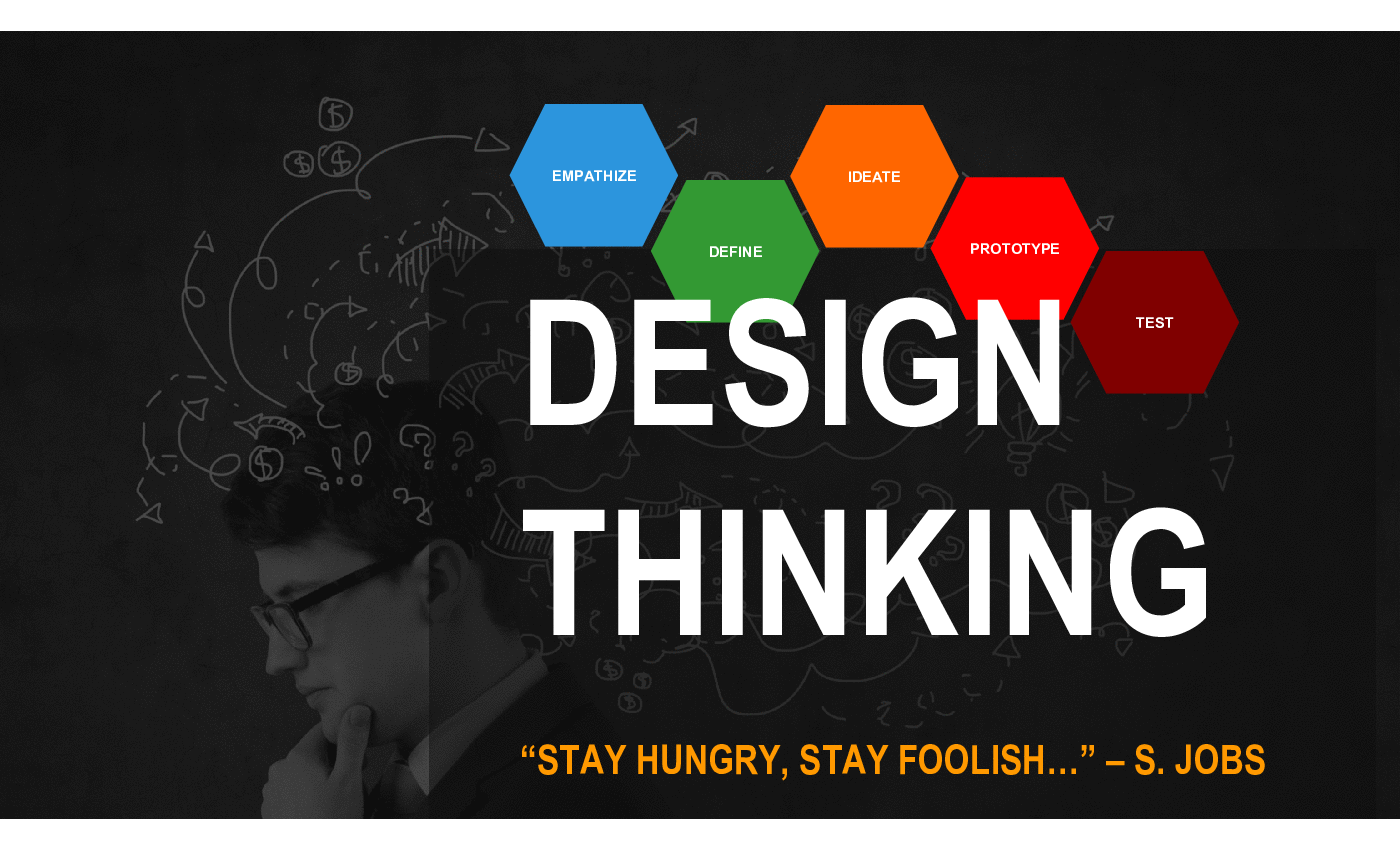 EMPATHIZE
DEFINE
IDEATE
PROTOTYPE
TEST
DESIGN
THINKING
“STAY HUNGRY, STAY FOOLISH...” – S. JOBS